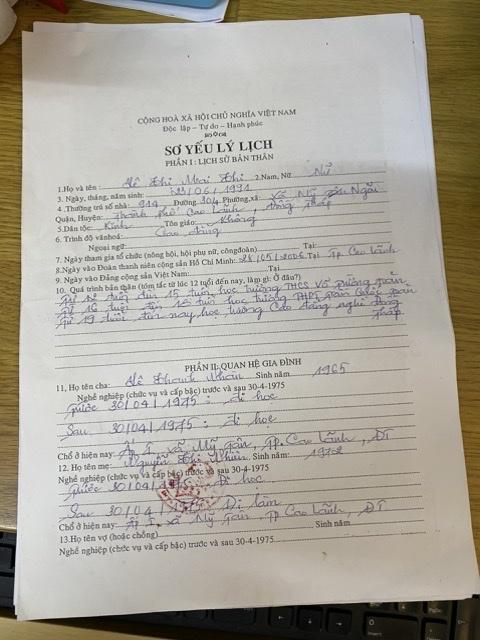 CỘNG HOÀ XÃ HỘI CHỦ NGHĨA VIỆT NAM
Độc lập – Tự do – Hạnh phúc
SƠ YẾU LÝ LỊCH
PHẦN I : LỊCH SỬ BẢN THÂN
1.Họ và tên : Lê Thị Mai Thi 2.Nam, Nữ Nữ
3. Ngày, tháng, năm sinh: 23/06/1991
4 .Thường trú số nhà: 914 Đường 304 Phường,xã xã Mỹ Tân Ngãi
Quận, Huyện: Thành phố Cao Lãnh, Đồng Tháp
5.Dân tộc: Kinh Tôn giáo: Không
6. Trình độ vănhoá: Cao đẳng
Ngoại ngữ
7. Ngày tham gia tổ chức (nông hội, hội phụ nữ, côngđoàn) Tại:
8.Ngày vào Đoàn thanh niên cộng sản Hồ Chí Minh: /05/2006 Tại Tp. Cao Lãnh
9. Ngày vào Đảng cộng sản Việt Nam: Tại
10. Quá trình bản thân (tóm tắc từ lúc 12 tuổi đến nay, làm gì: Ở đâu?)
Từ 12 tuổi đến 15 tuổi học trường THCS Võ Trường Toản
Từ 16 tuổi đến 18 tuổi học trường THPT Trần Quốc Toản
Từ 19 tuổi đến nay học trường Cao đẳng nghề Đồng
Tháp
PHẦN II: QUAN HỆ GIA ĐÌNH
11, Họ tên cha: Lê Thanh Nhàn Sinh năm 1965
Nghề nghiệp (chức vụ và cấp bậc) trước và sau 30-4-1975
Trước 30/04/1975 : Đi học
Sau 30/04/1975 : Đi học
Chổ ở hiện nay: Ấp I, xã Mỹ Tân, Tp. Cao Lãnh, ĐT
12. Họ tên mẹ: Nguyễn Thị Nhiên Sinh năm:
Nghề nghiệp (chức vụ và cấp bậc) trước và sau 30-4-1975
Trước 30/04/1975 : Đi học
Sau 30/04/1975 Đi làm
Chổ ở hiện nay Ấp I, xã Mỹ Tân, Tp Cao Lãnh, ĐT
13.Họ tên vợ (hoặc chồng) Sinh năm
Nghề nghiệp (chức vụ và cấp bậc) trước và sau 30-4-1975